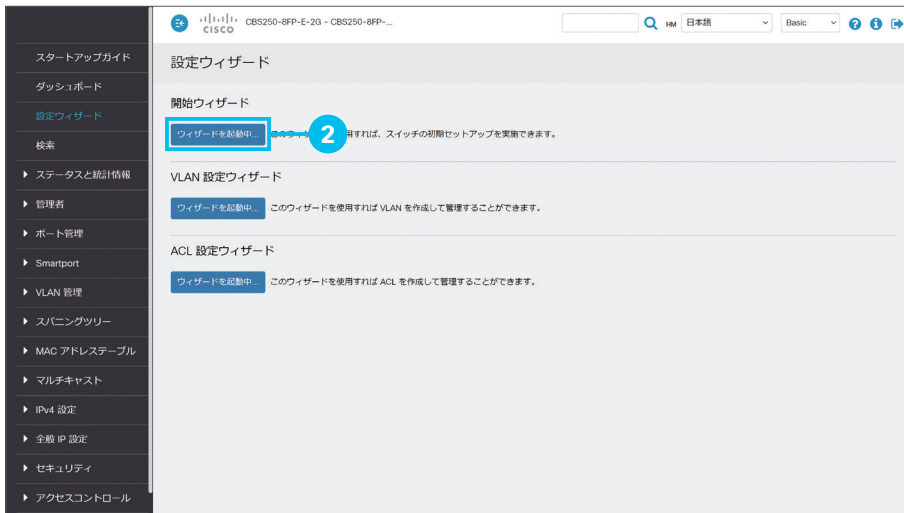 CISCO CBS250-8FP-E-2G - CBS250-8FP-...
HM 日本語 Basic
スタートアップガイド
ダッシュボード
設定ウィザード
検索
ステータスと統計情報
管理者
ポート管理
Smartport
VLAN 管理
スパニングツリー
MAC アドレステーブル
マルチキャスト
IPv4 設定
全般 IP 設定
セキュリティ
アクセスコントロール
設定ウィザード
開始ウィザード
ウィザードを起動中... 2 用すれば、スイッチの初期セットアップを実施できます。
VLAN 設定ウィザード
ウィザードを起動中... このウィザードを使用すれば VLAN を作成して管理することができます。
ACL 設定ウィザード
ウィザードを起動中... このウィザードを使用すれば ACL を作成して管理することができます。